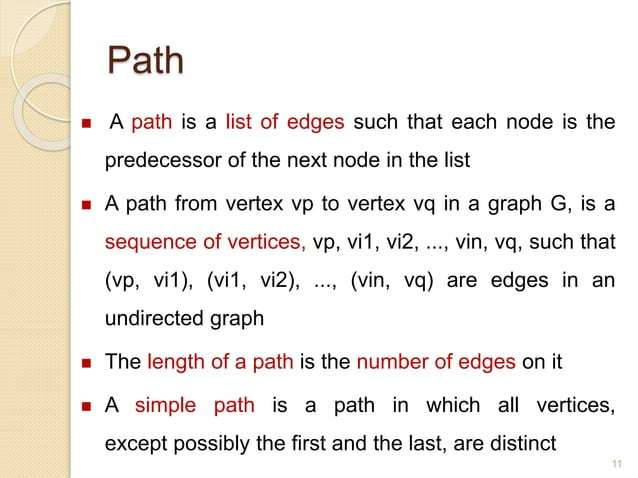 Path
A path is a list of edges such that each node is the
predecessor of the next node in the list
A path from vertex vp to vertex vq in a graph G, is a
sequence of vertices, vp, vi1, vi2, ..., vin, vq, such that
(vp, vi1), (vi1, vi2), ..., (vin, vq) are edges in an
undirected graph
The length of a path is the number of edges on it
A simple path is a path in which all vertices,
except possibly the first and the last, are distinct
11